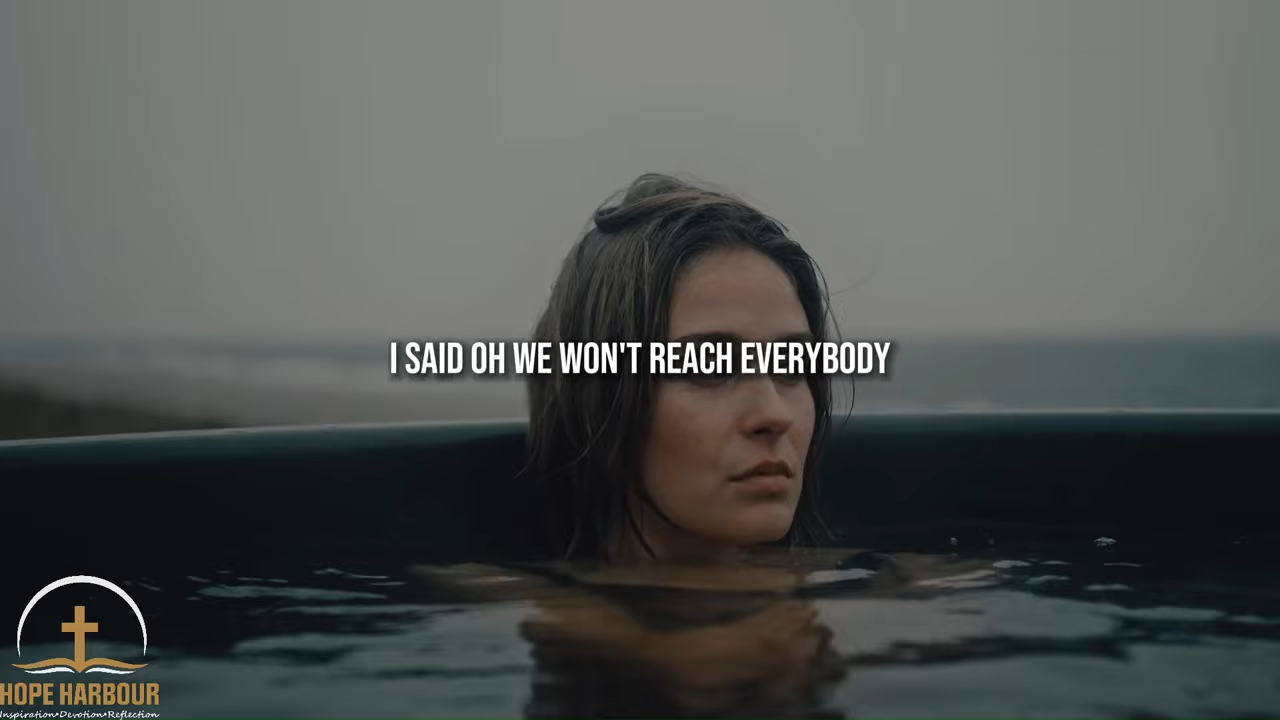 I SAID OH WE WON'T REACH EVERYBODY
HOPE HARBOUR
Inspiration•Devotion•Reflection